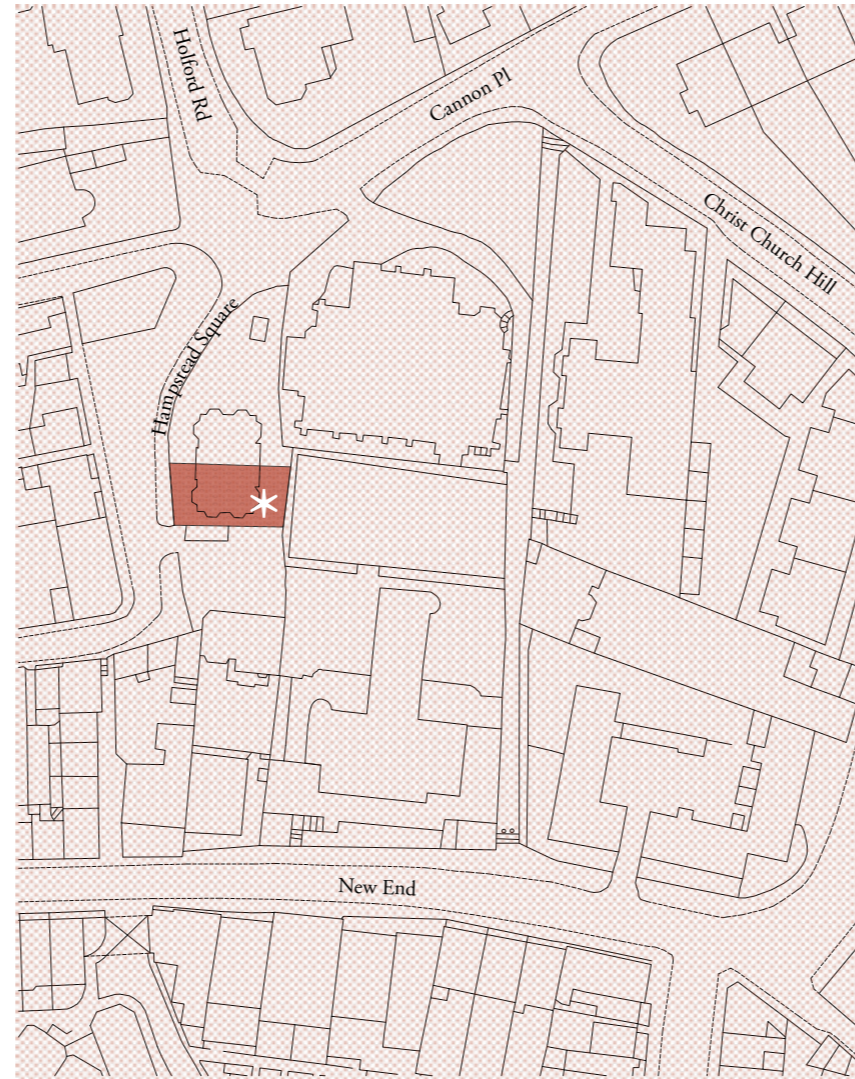 Holford Rd
Cannon Pl
Christ Church Hill
Hampstead Square
New End